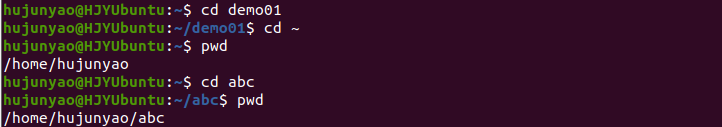 hujunyao@HJYUbuntu:~$ cd demo01
hujunyao@HJYUbuntu:~/demo01$ cd ~
hujunyao@HJYUbuntu:~$ pwd
/home/hujunyao
hujunyao@HJYUbuntu:~$ cd abc
hujunyao@HJYUbuntu:~/abc$ pwd
/home/hujunyao/abc